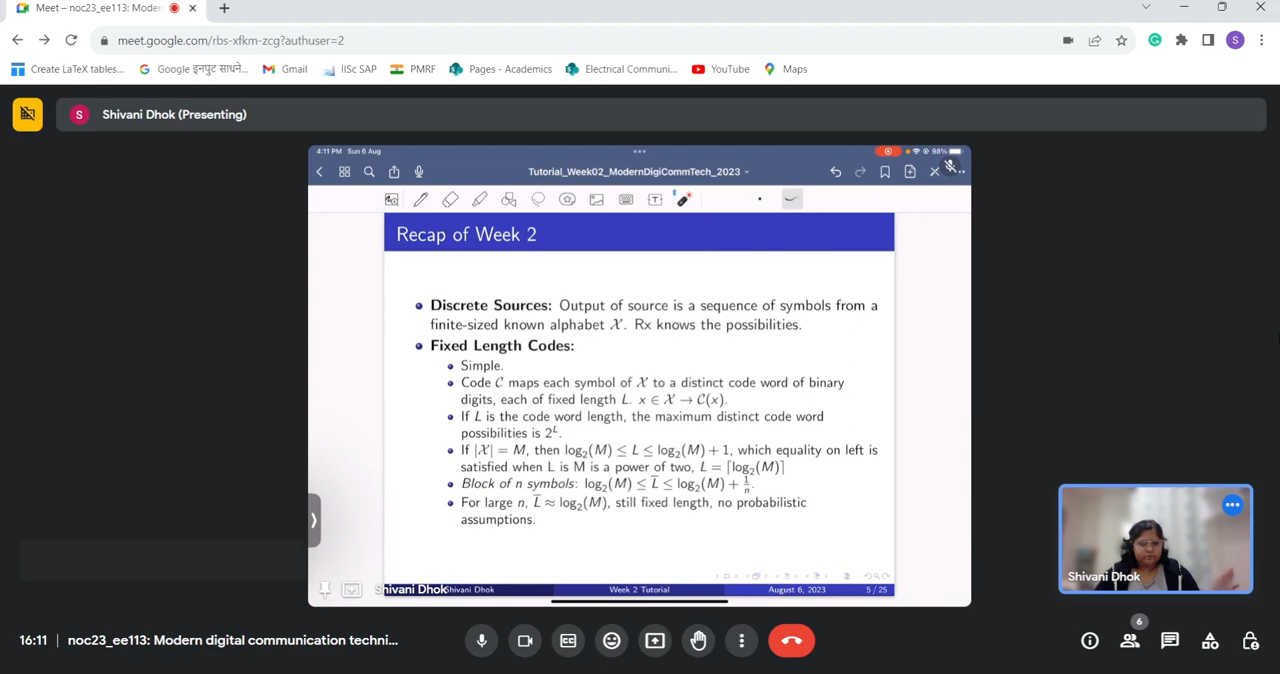 Meet – noc23_ee113: Moder
meet.google.com/rbs-xfkm-zcg?authuser=2
S
Create LaTeX tables... Google इनपुट साधने... Gmail IISc SAP PMRF Pages - Academics Electrical Communi... YouTube Maps
S Shivani Dhok (Presenting)
4:11 PM Sun 6 Aug 98%
Tutorial_Week02_ModernDigiCommTech_2023
Recap of Week 2
Discrete Sources: Output of source is a sequence of symbols from a
finite-sized known alphabet 𝒳. Rx knows the possibilities.
Fixed Length Codes:
Simple.
Code 𝒞 maps each symbol of 𝒳 to a distinct code word of binary
digits, each of fixed length L. x ∈ 𝒳 → 𝒞(x).
If L is the code word length, the maximum distinct code word
possibilities is 2^L.
If |𝒳| = M, then log₂(M) ≤ L ≤ log₂(M) + 1, which equality on left is
satisfied when L is M is a power of two, L = ⌈log₂(M)⌉
Block of n symbols: log₂(M) ≤ L̅ ≤ log₂(M) + 1/n.
For large n, L̅ ≈ log₂(M), still fixed length, no probabilistic
assumptions.
Shivani Dhok Shivani Dhok Week 2 Tutorial August 6, 2023 5 / 25
Shivani Dhok
16:11 | noc23_ee113: Modern digital communication techni...
6